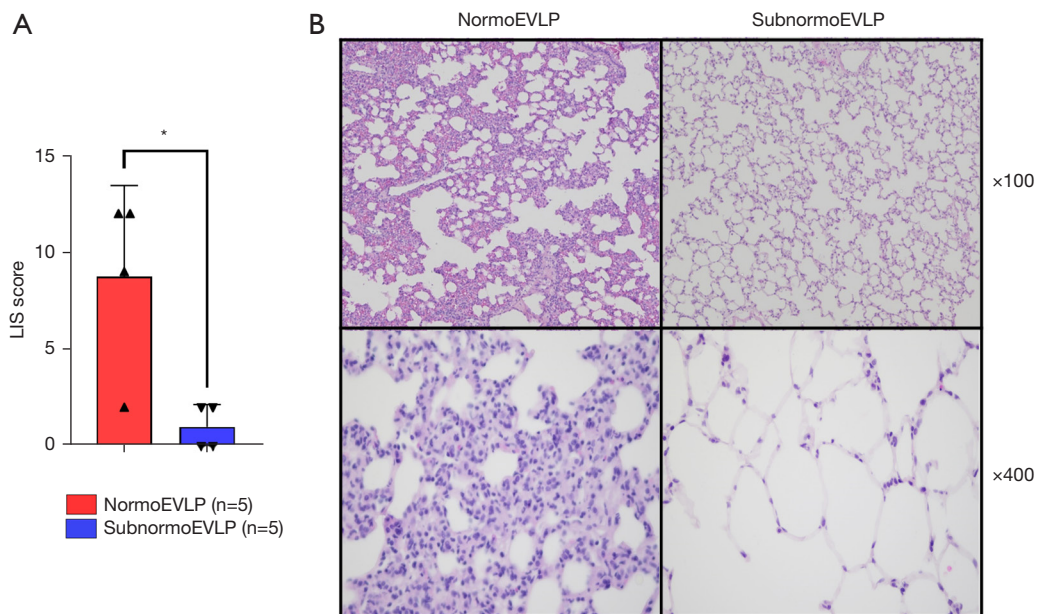 A
*
15
10
5
0
LIS score
NormoEVLP (n=5)
SubnormoEVLP (n=5)
B
NormoEVLP
SubnormoEVLP
×100
×400